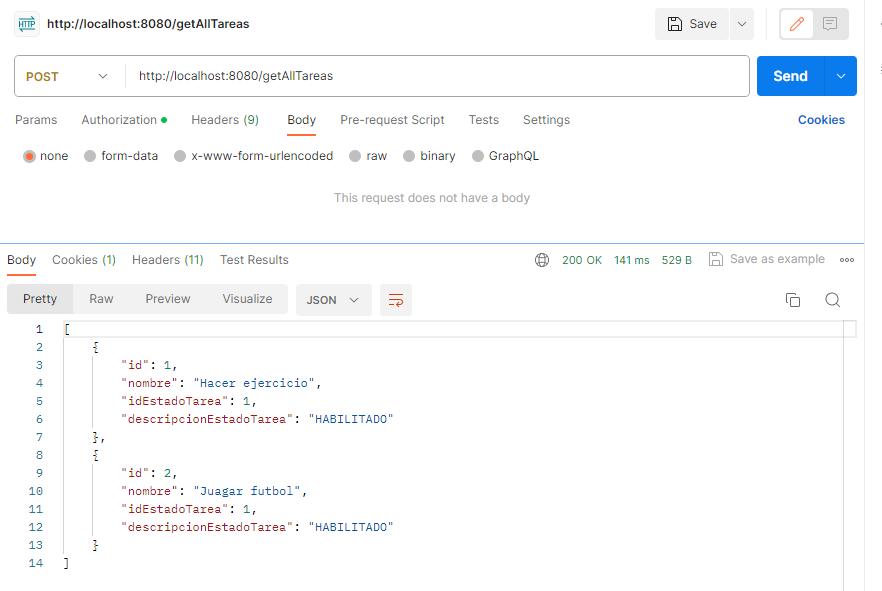 HTTP http://localhost:8080/getAllTareas Save
POST http://localhost:8080/getAllTareas Send
Params Authorization Headers (9) Body Pre-request Script Tests Settings Cookies
none form-data x-www-form-urlencoded raw binary GraphQL
This request does not have a body
Body Cookies (1) Headers (11) Test Results 200 OK 141 ms 529 B Save as example
Pretty Raw Preview Visualize JSON
1 [
2 {
3 "id": 1,
4 "nombre": "Hacer ejercicio",
5 "idEstadoTarea": 1,
6 "descripcionEstadoTarea": "HABILITADO"
7 },
8 {
9 "id": 2,
10 "nombre": "Juagar futbol",
11 "idEstadoTarea": 1,
12 "descripcionEstadoTarea": "HABILITADO"
13 }
14 ]